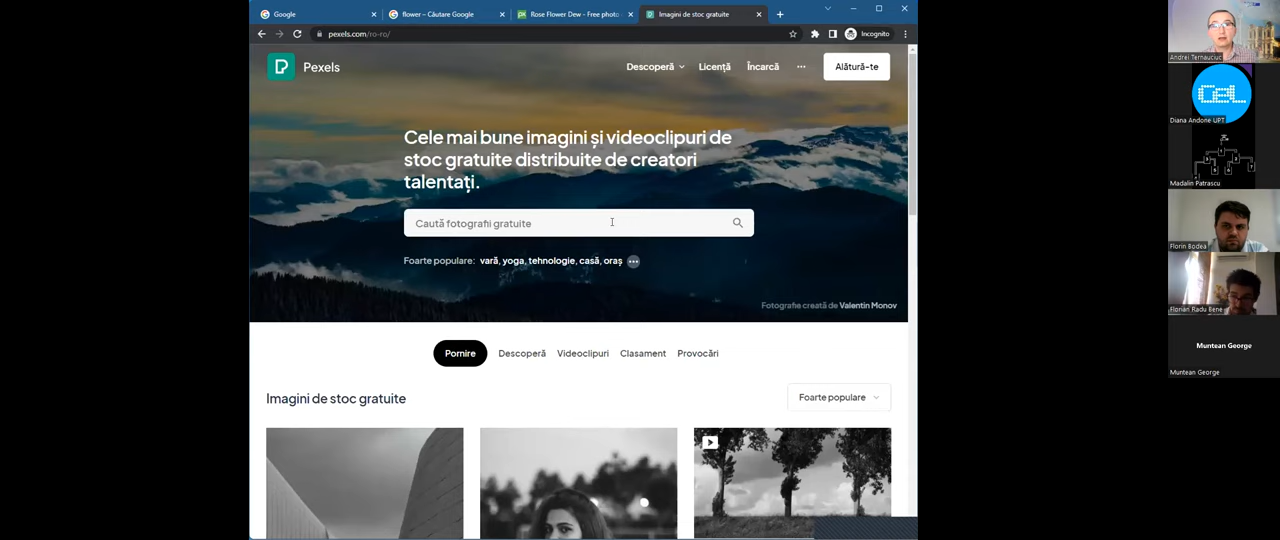 Google
flower – Căutare Google
Rose Flower Dew - Free photo
Imagini de stoc gratuite
pexels.com/ro-ro/
Incognito
Pexels
Descoperă
Licență
Încarcă
Alătură-te
Cele mai bune imagini și videoclipuri de
stoc gratuite distribuite de creatori
talentați.
Caută fotografii gratuite
Foarte populare: vară, yoga, tehnologie, casă, oraș
Fotografie creată de Valentin Monov
Pornire
Descoperă
Videoclipuri
Clasament
Provocări
Imagini de stoc gratuite
Foarte populare
Andrei Ternauciuc
Diana Andone UPT
Madalin Patrascu
Florin Bodea
Florian Radu Bene
Muntean George
Muntean George